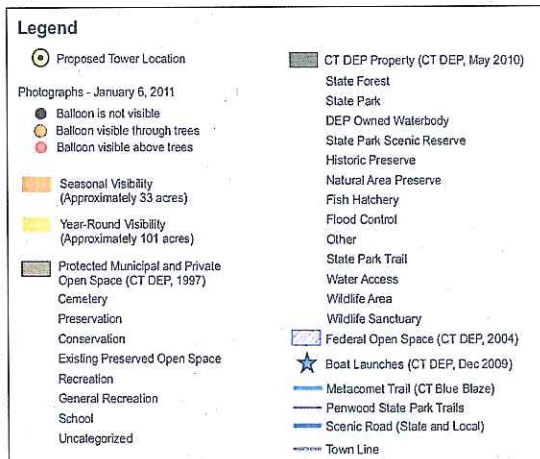 Legend
Proposed Tower Location
Photographs - January 6, 2011
Balloon is not visible
Balloon visible through trees
Balloon visible above trees
Seasonal Visibility
(Approximately 33 acres)
Year-Round Visibility
(Approximately 101 acres)
Protected Municipal and Private
Open Space (CT DEP, 1997)
Cemetery
Preservation
Conservation
Existing Preserved Open Space
Recreation
General Recreation
School
Uncategorized
CT DEP Property (CT DEP, May 2010)
State Forest
State Park
DEP Owned Waterbody
State Park Scenic Reserve
Historic Preserve
Natural Area Preserve
Fish Hatchery
Flood Control
Other
State Park Trail
Water Access
Wildlife Area
Wildlife Sanctuary
Federal Open Space (CT DEP, 2004)
Boat Launches (CT DEP, Dec 2009)
Metacomet Trail (CT Blue Blaze)
Penwood State Park Trails
Scenic Road (State and Local)
Town Line